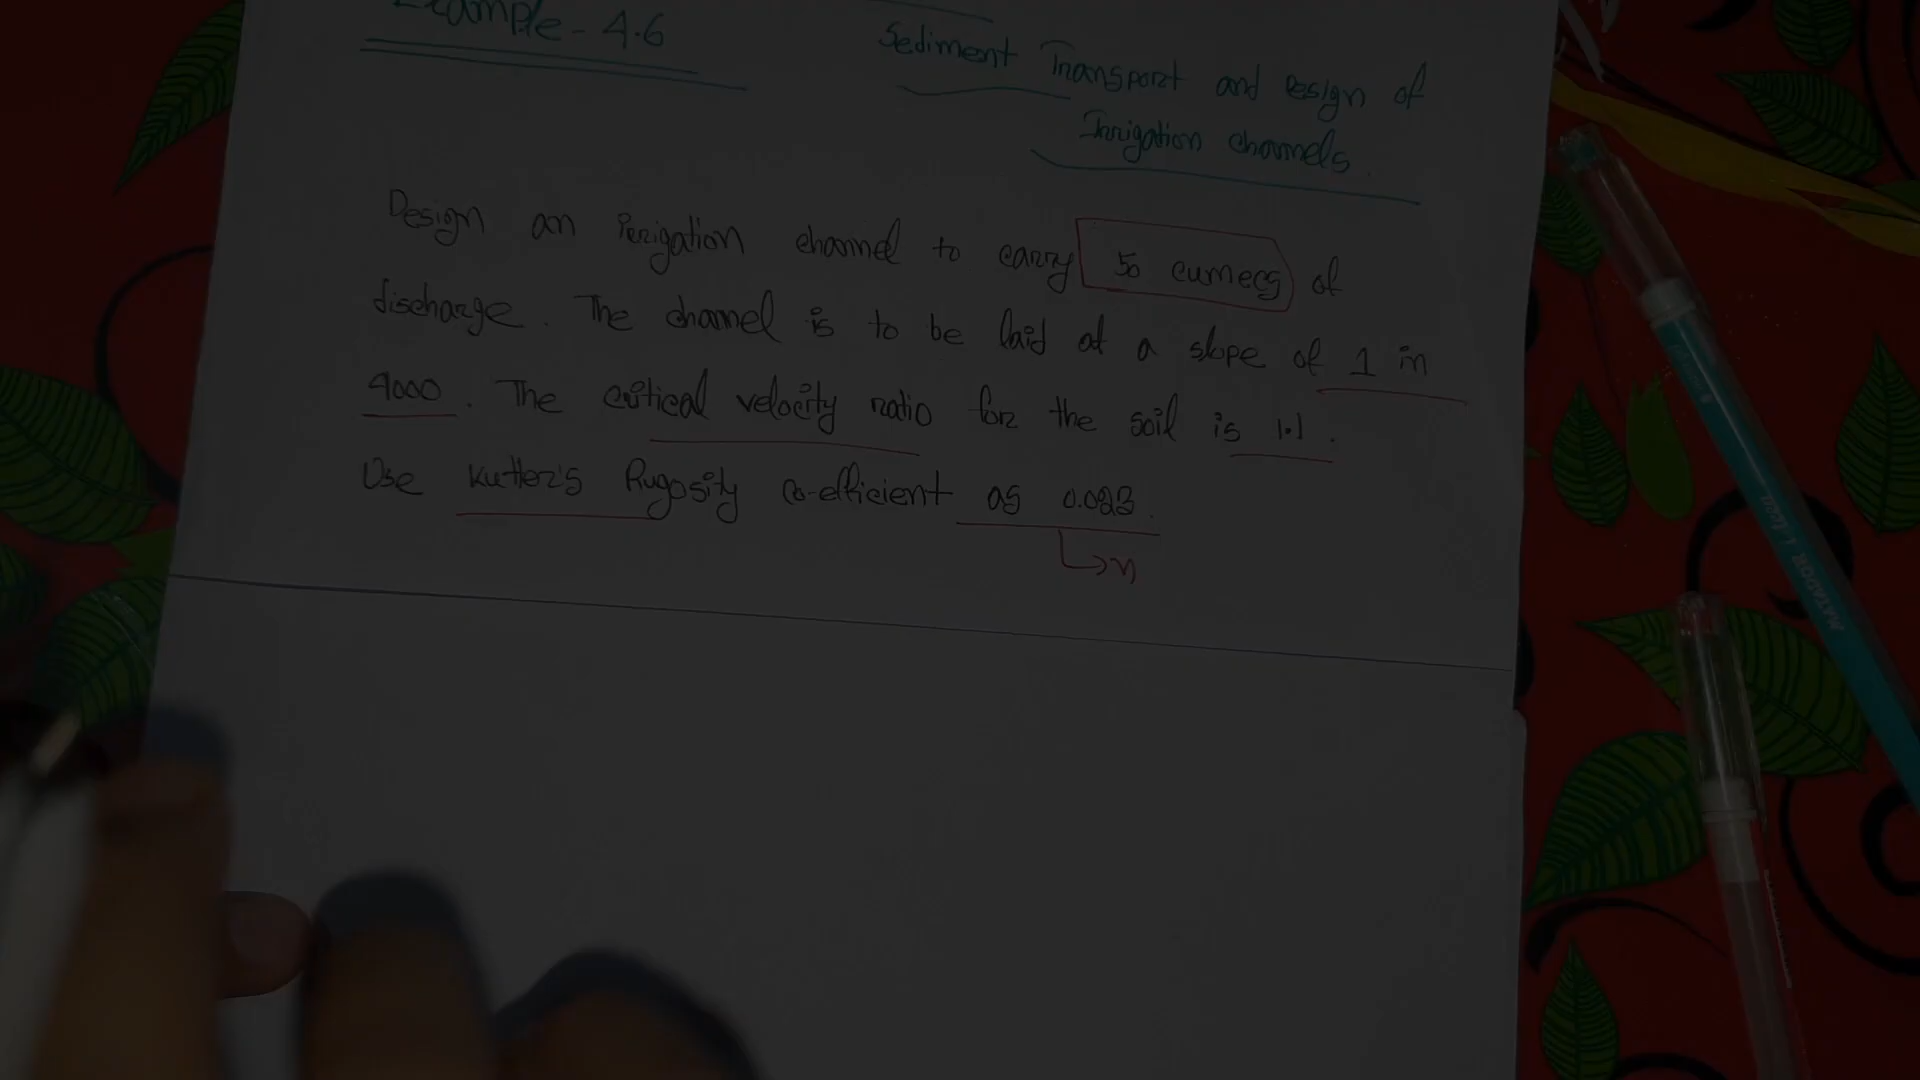 Example - 4.6
Sediment Transport and Design of
Irrigation channels.
Design an irrigation channel to carry 50 cumecs of
discharge. The channel is to be laid at a slope of 1 in
4000. The critical velocity ratio for the soil is 1.1.
Use Kutter's Rugosity co-efficient as 0.023.
n
MATADOR